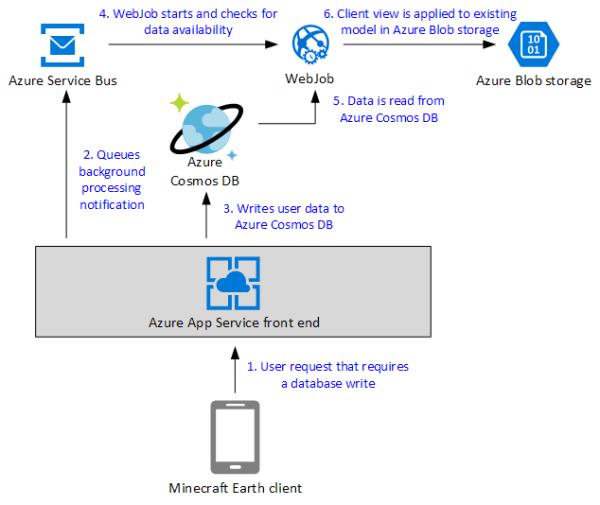 4. WebJob starts and checks for
data availability
6. Client view is applied to existing
model in Azure Blob storage
10
01
Azure Service Bus
WebJob
Azure Blob storage
5. Data is read from
Azure Cosmos DB
2. Queues
background
processing
notification
Azure
Cosmos DB
3. Writes user data to
Azure Cosmos DB
Azure App Service front end
1. User request that requires
a database write
Minecraft Earth client